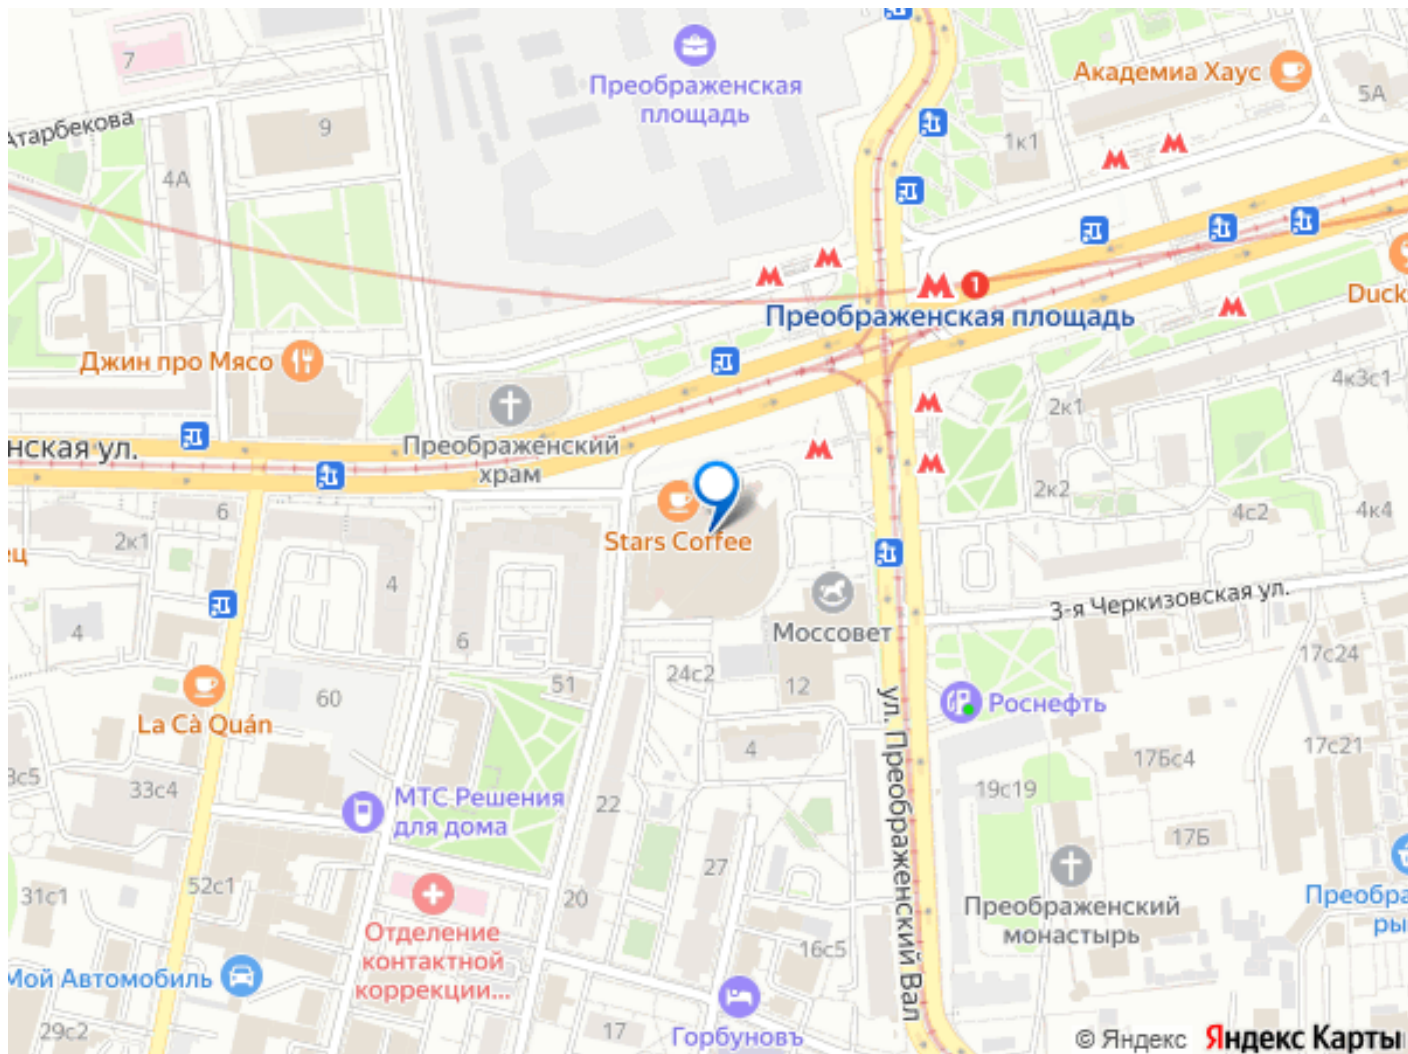 7
Преображенская
площадь
Академиа Хаус
5А
Атарбекова
9
1к1
4А
1
Преображенская площадь
Duck
Джин про Мясо
4к3с1
2к1
нская ул.
Преображенский
храм
2к2
4с2
4к4
6
2к1
Stars Coffee
ец
4
3-я Черкизовская ул.
Моссовет
4
6
17с24
24с2
51
12
60
Роснефть
La Cà Quán
ул. Преображенский Вал
4
17с21
17Бс4
3с5
33с4
19с19
МТС Решения
для дома
22
17Б
27
31с1
52с1
20
Преображенский
монастырь
Преобра
ры
Отделение
контактной
коррекции...
16с5
Мой Автомобиль
29с2
17
Горбуновъ
© Яндекс Яндекс Карты